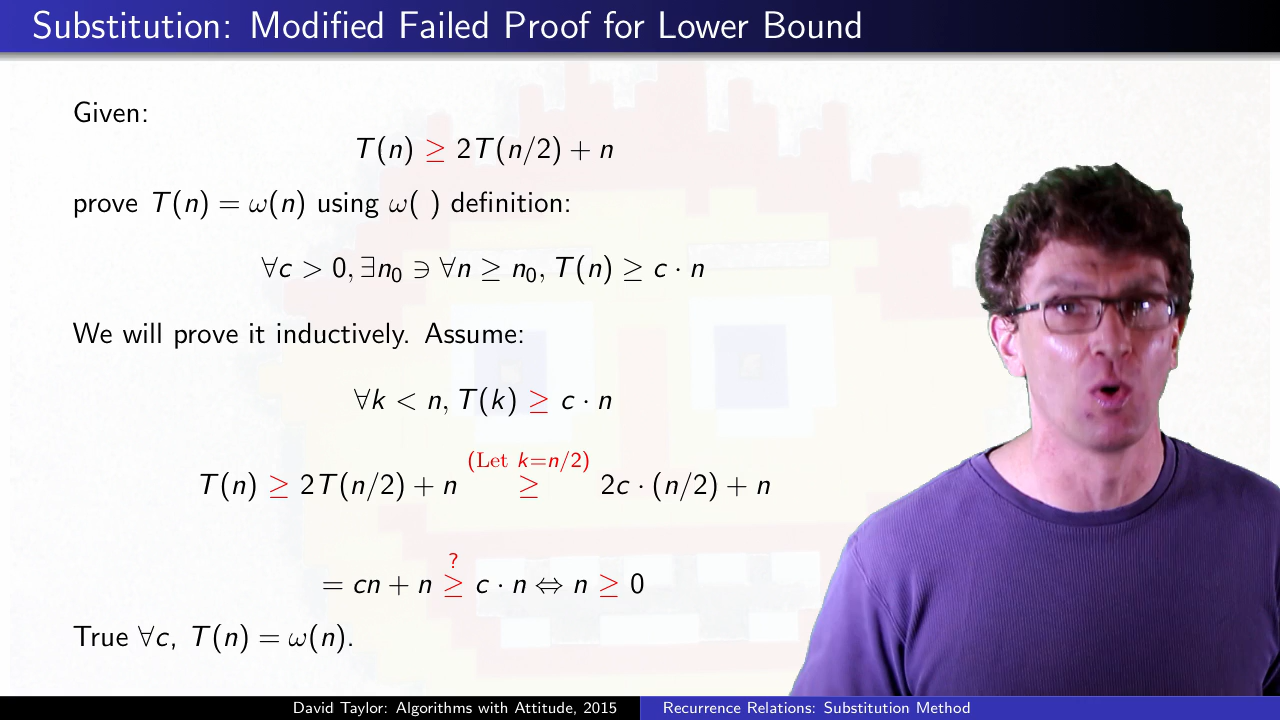 Substitution: Modified Failed Proof for Lower Bound
Given:
T(n) ≥ 2T(n/2) + n
prove T(n) = ω(n) using ω( ) definition:
∀c > 0, ∃n₀ ∋ ∀n ≥ n₀, T(n) ≥ c · n
We will prove it inductively. Assume:
∀k < n, T(k) ≥ c · n
(Let k=n/2)
T(n) ≥ 2T(n/2) + n ≥ 2c · (n/2) + n
?
= cn + n ≥ c · n ⇔ n ≥ 0
True ∀c, T(n) = ω(n).
David Taylor: Algorithms with Attitude, 2015 Recurrence Relations: Substitution Method